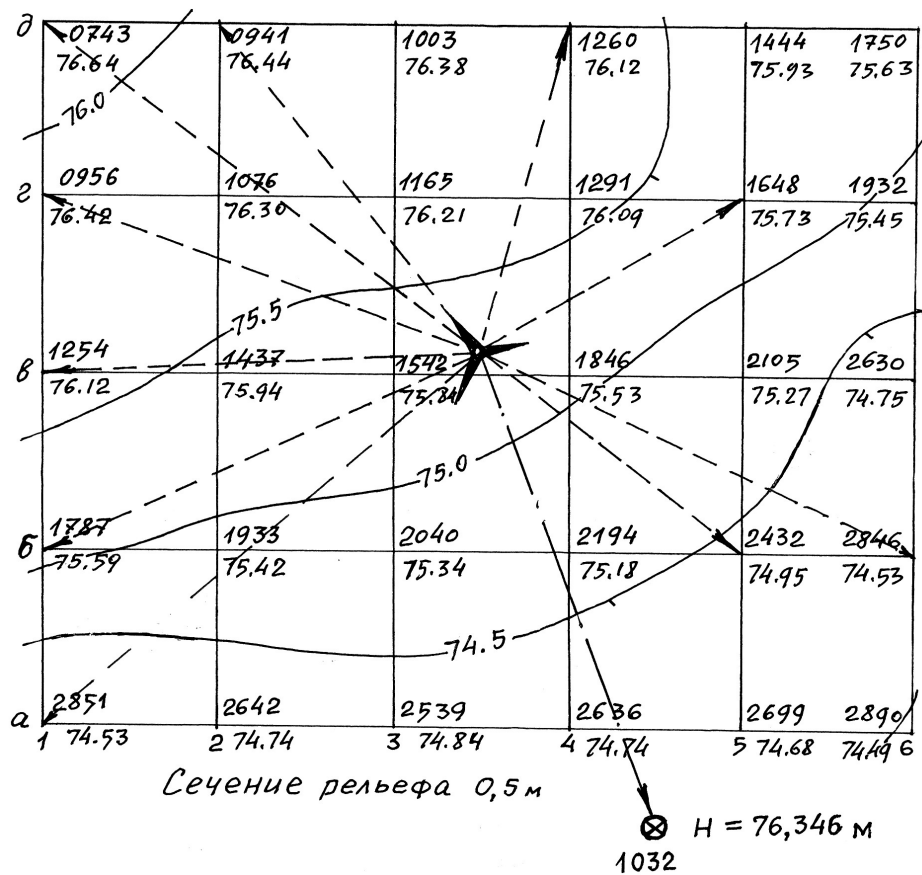 д 0743 0941 1003 1260 1444 1750
76.64 76.44 76.38 76.12 75.93 75.63
76.0
г 0956 1076 1165 1291 1648 1932
76.42 76.30 76.21 76.09 75.73 75.45
75.5
в 1254 1437 1542 1846 2105 2630
76.12 75.94 75.84 75.53 75.27 74.75
75.0
б 1787 1933 2040 2194 2432 2846
75.59 75.42 75.34 75.18 74.95 74.53
74.5
а 2851 2642 2539 2636 2699 2890
1 74.53 2 74.74 3 74.84 4 74.74 5 74.68 74.49 6
Сечение рельефа 0,5 м
H = 76,346 м
1032